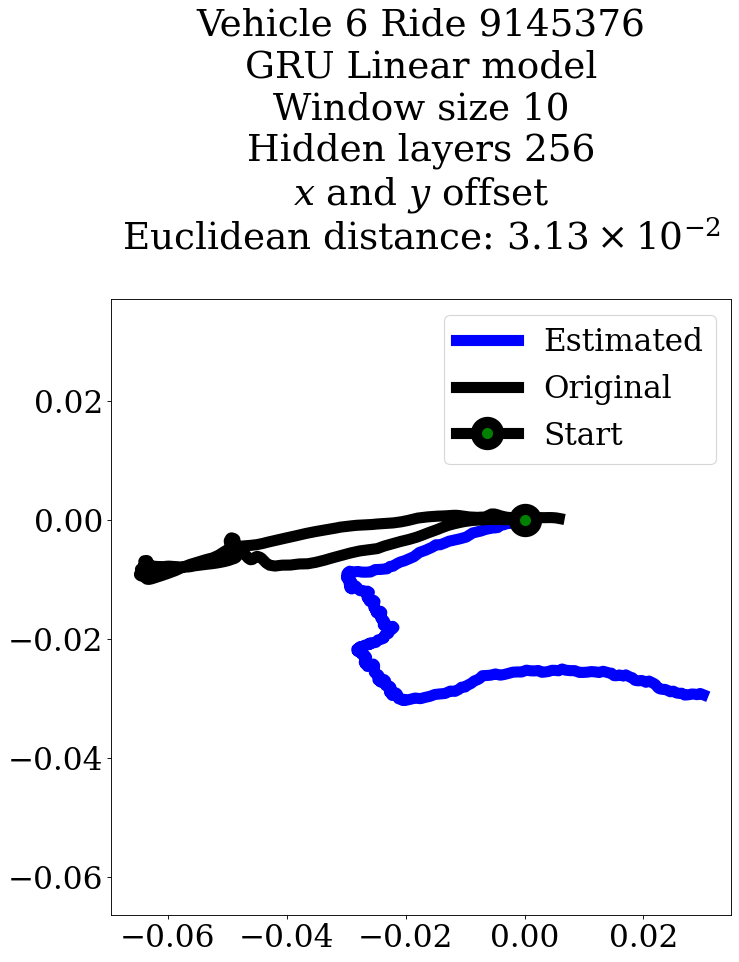 Vehicle 6 Ride 9145376
GRU Linear model
Window size 10
Hidden layers 256
x and y offset
Euclidean distance: 3.13 × 10⁻²
Estimated
Original
Start
0.02
0.00
−0.02
−0.04
−0.06
−0.06 −0.04 −0.02 0.00 0.02